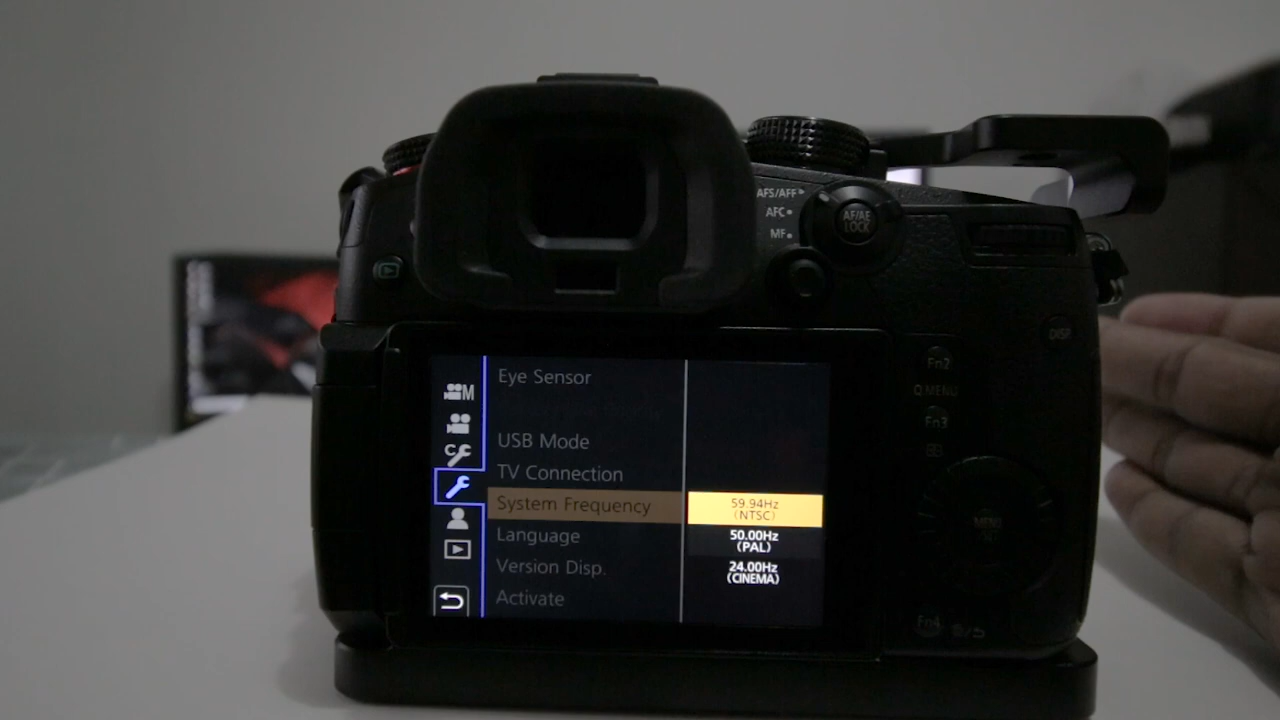 AFS/AFF
AFC
MF
AF/AE
LOCK
DISP.
Fn2
Q.MENU
Fn3
Fn4
M
C
Eye Sensor
USB Mode
TV Connection
System Frequency
59.94Hz
(NTSC)
50.00Hz
(PAL)
24.00Hz
(CINEMA)
Language
Version Disp.
Activate